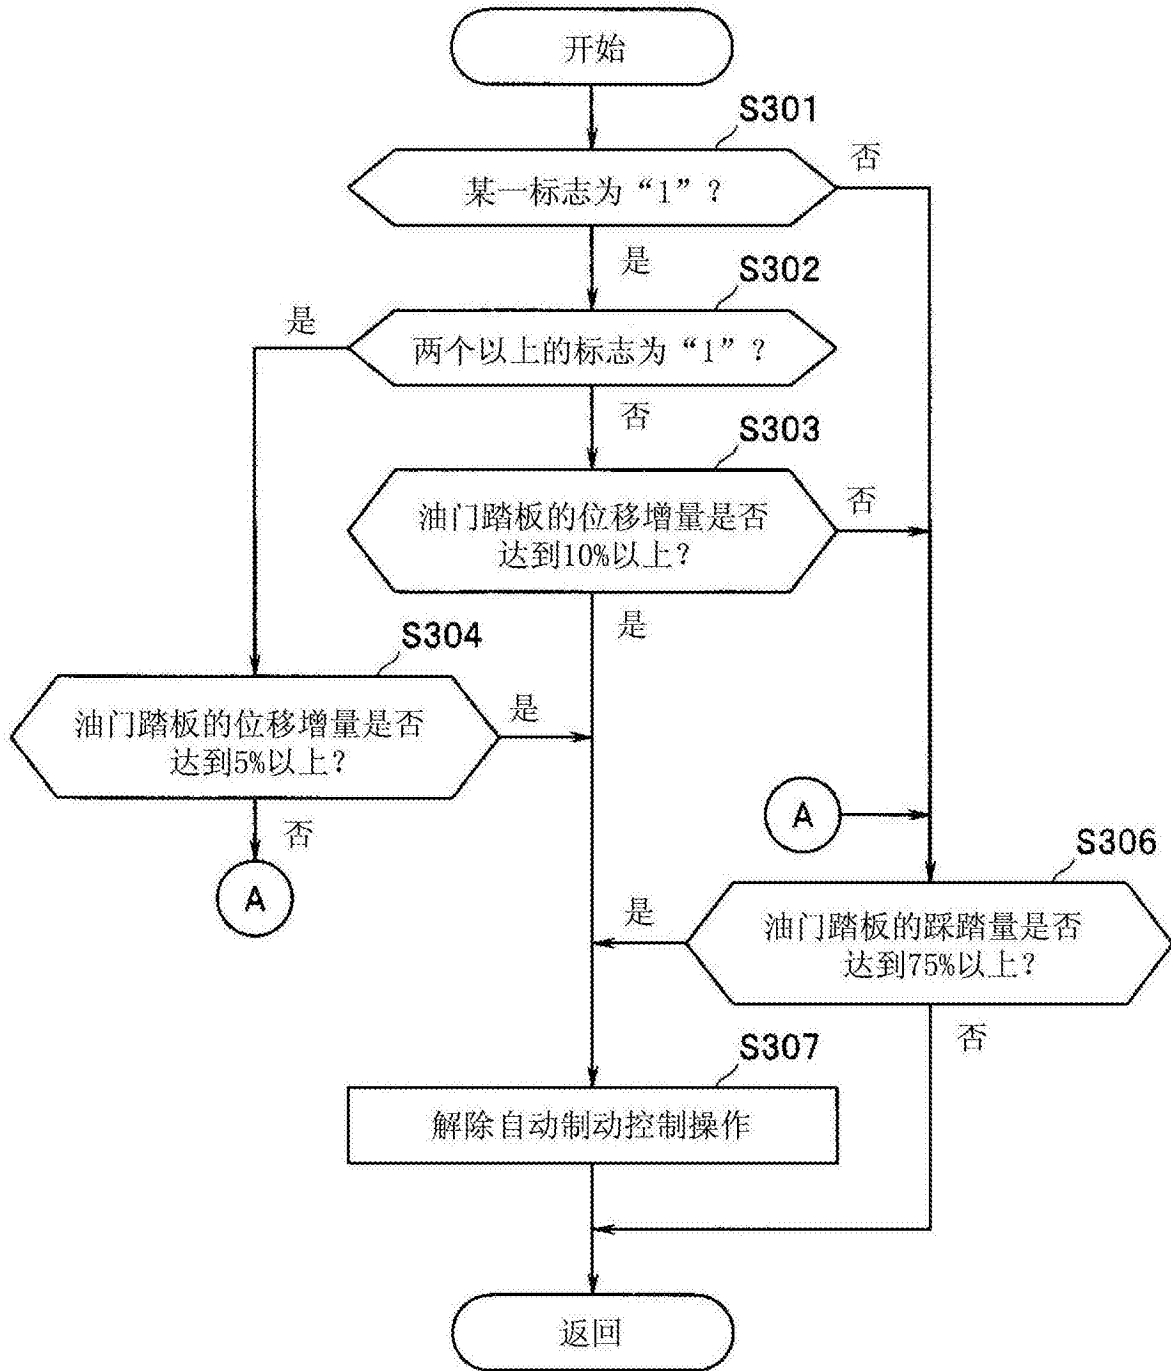 开始
S301
某一标志为“1”？
否
是
S302
是
两个以上的标志为“1”？
否
S303
油门踏板的位移增量是否
达到10%以上？
否
是
S304
油门踏板的位移增量是否
达到5%以上？
是
否
A
A
S306
油门踏板的踩踏量是否
达到75%以上？
是
否
S307
解除自动制动控制操作
返回